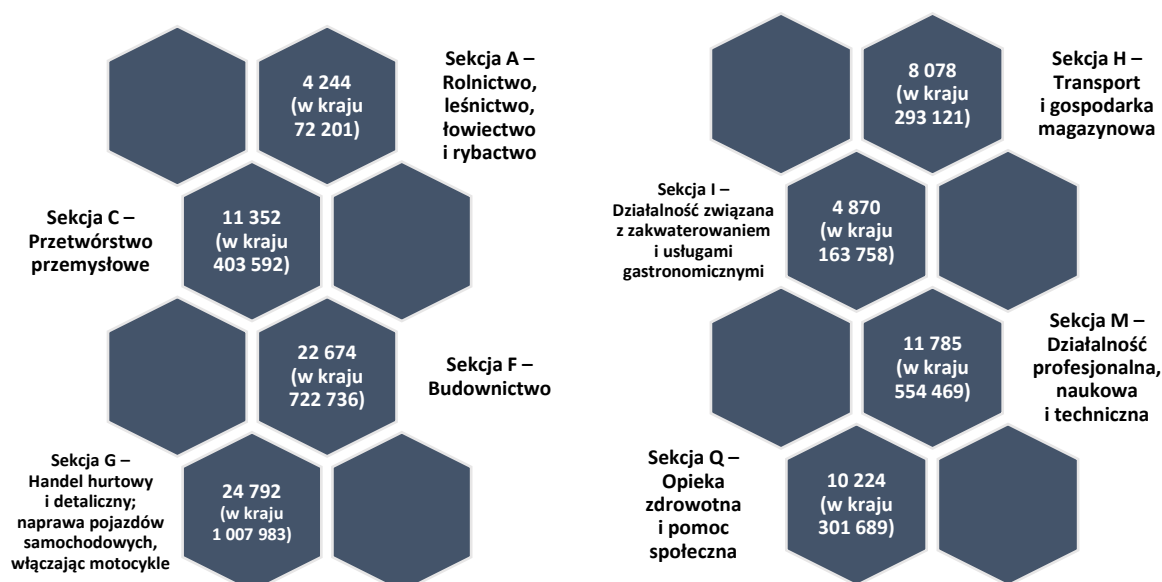 4 244
(w kraju
72 201)
Sekcja A –
Rolnictwo,
leśnictwo,
łowiectwo
i rybactwo
Sekcja C –
Przetwórstwo
przemysłowe
11 352
(w kraju
403 592)
22 674
(w kraju
722 736)
Sekcja F –
Budownictwo
Sekcja G –
Handel hurtowy
i detaliczny;
naprawa pojazdów
samochodowych,
włączając motocykle
24 792
(w kraju
1 007 983)
8 078
(w kraju
293 121)
Sekcja H –
Transport
i gospodarka
magazynowa
Sekcja I –
Działalność związana
z zakwaterowaniem
i usługami
gastronomicznymi
4 870
(w kraju
163 758)
11 785
(w kraju
554 469)
Sekcja M –
Działalność
profesjonalna,
naukowa
i techniczna
Sekcja Q –
Opieka
zdrowotna
i pomoc
społeczna
10 224
(w kraju
301 689)